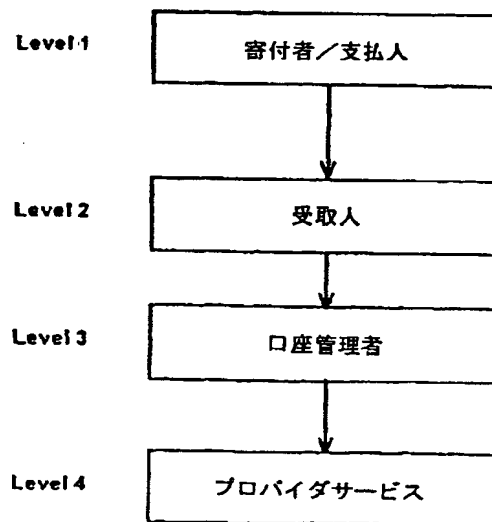 Level 1
寄付者／支払人
Level 2
受取人
Level 3
口座管理者
Level 4
プロバイダサービス